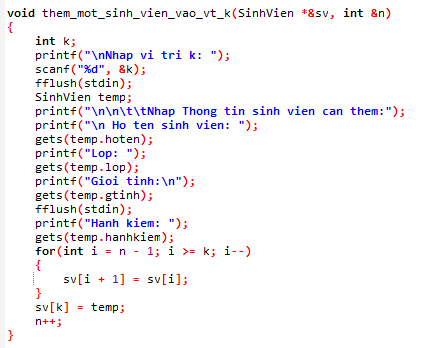 void them_mot_sinh_vien_vao_vt_k(SinhVien *&sv, int &n)
{
    int k;
    printf("\nNhap vi tri k: ");
    scanf("%d", &k);
    fflush(stdin);
    SinhVien temp;
    printf("\n\n\t\tNhap Thong tin sinh vien can them:");
    printf("\n Ho ten sinh vien: ");
    gets(temp.hoten);
    printf("Lop: ");
    gets(temp.lop);
    printf("Gioi tinh:\n");
    gets(temp.gtinh);
    fflush(stdin);
    printf("Hanh kiem: ");
    gets(temp.hanhkiem);
    for(int i = n - 1; i >= k; i--)
    {
        sv[i + 1] = sv[i];
    }
    sv[k] = temp;
    n++;
}